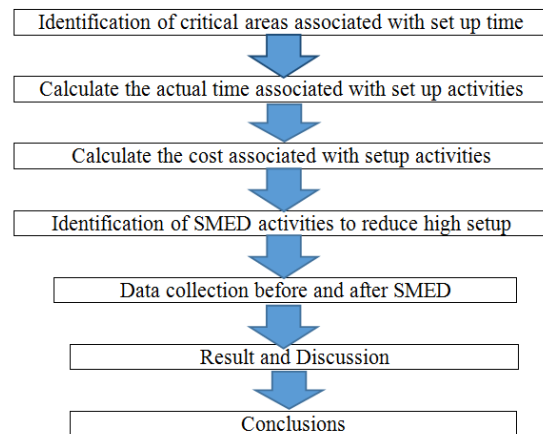 Identification of critical areas associated with set up time
Calculate the actual time associated with set up activities
Calculate the cost associated with setup activities
Identification of SMED activities to reduce high setup
Data collection before and after SMED
Result and Discussion
Conclusions